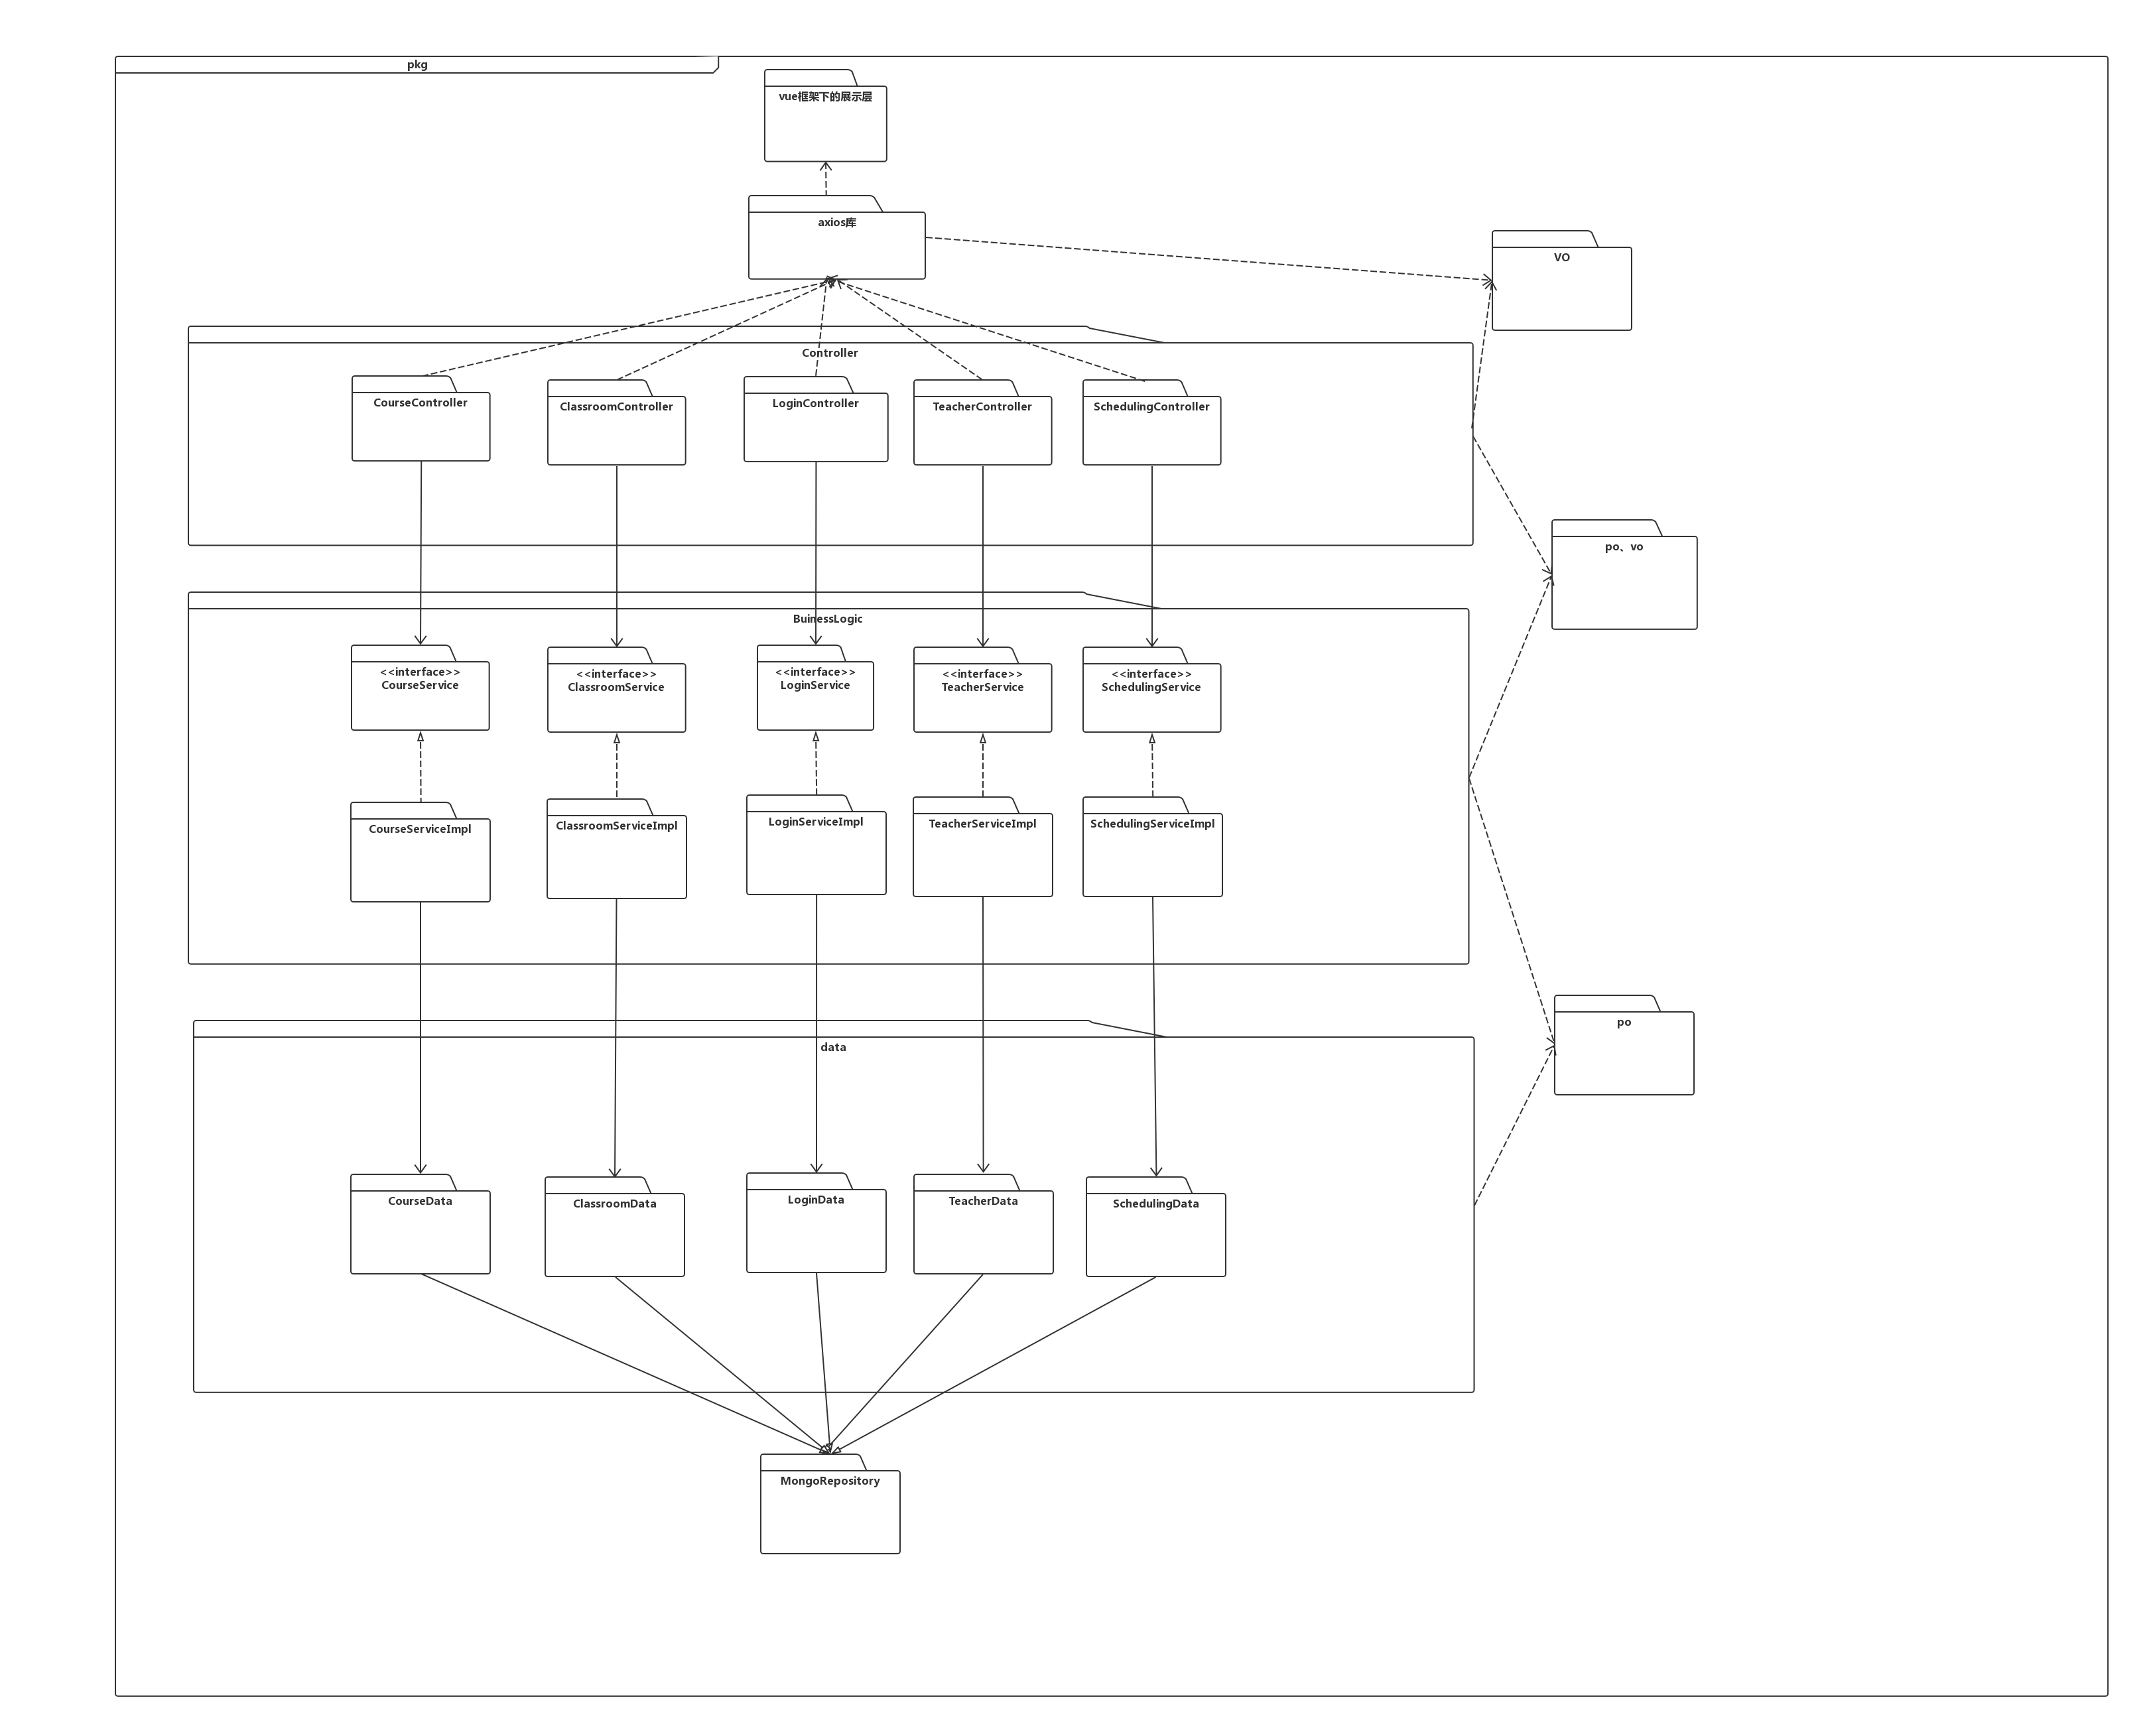 pkg
vue框架下的展示层
axios库
VO
Controller
CourseController
ClassroomController
LoginController
TeacherController
SchedulingController
po、vo
BuinessLogic
<<interface>>
CourseService
<<interface>>
ClassroomService
<<interface>>
LoginService
<<interface>>
TeacherService
<<interface>>
SchedulingService
CourseServiceImpl
ClassroomServiceImpl
LoginServiceImpl
TeacherServiceImpl
SchedulingServiceImpl
po
data
CourseData
ClassroomData
LoginData
TeacherData
SchedulingData
MongoRepository